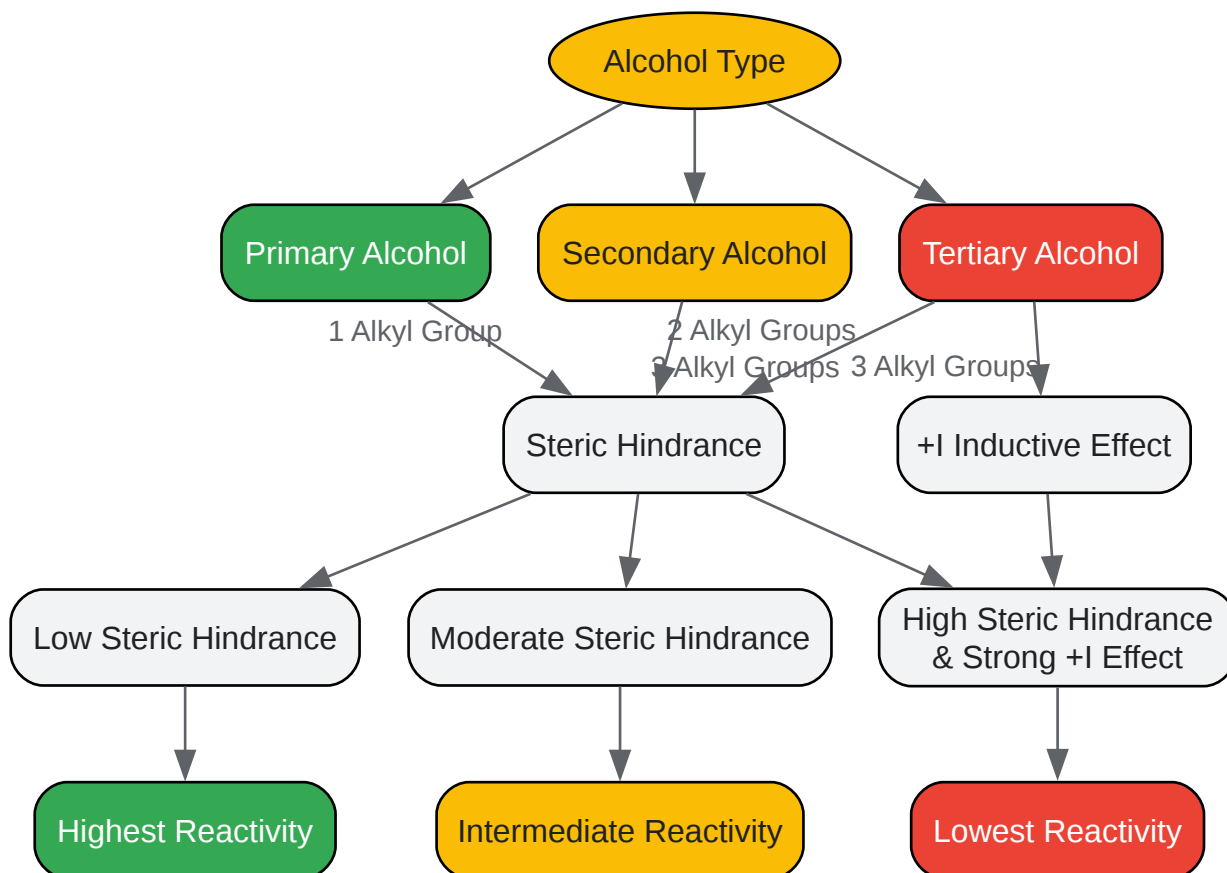 Alcohol Type
Primary Alcohol
Secondary Alcohol
Tertiary Alcohol
1 Alkyl Group
2 Alkyl Groups
3 Alkyl Groups
3 Alkyl Groups
Steric Hindrance
+I Inductive Effect
Low Steric Hindrance
Moderate Steric Hindrance
High Steric Hindrance
& Strong +I Effect
Highest Reactivity
Intermediate Reactivity
Lowest Reactivity